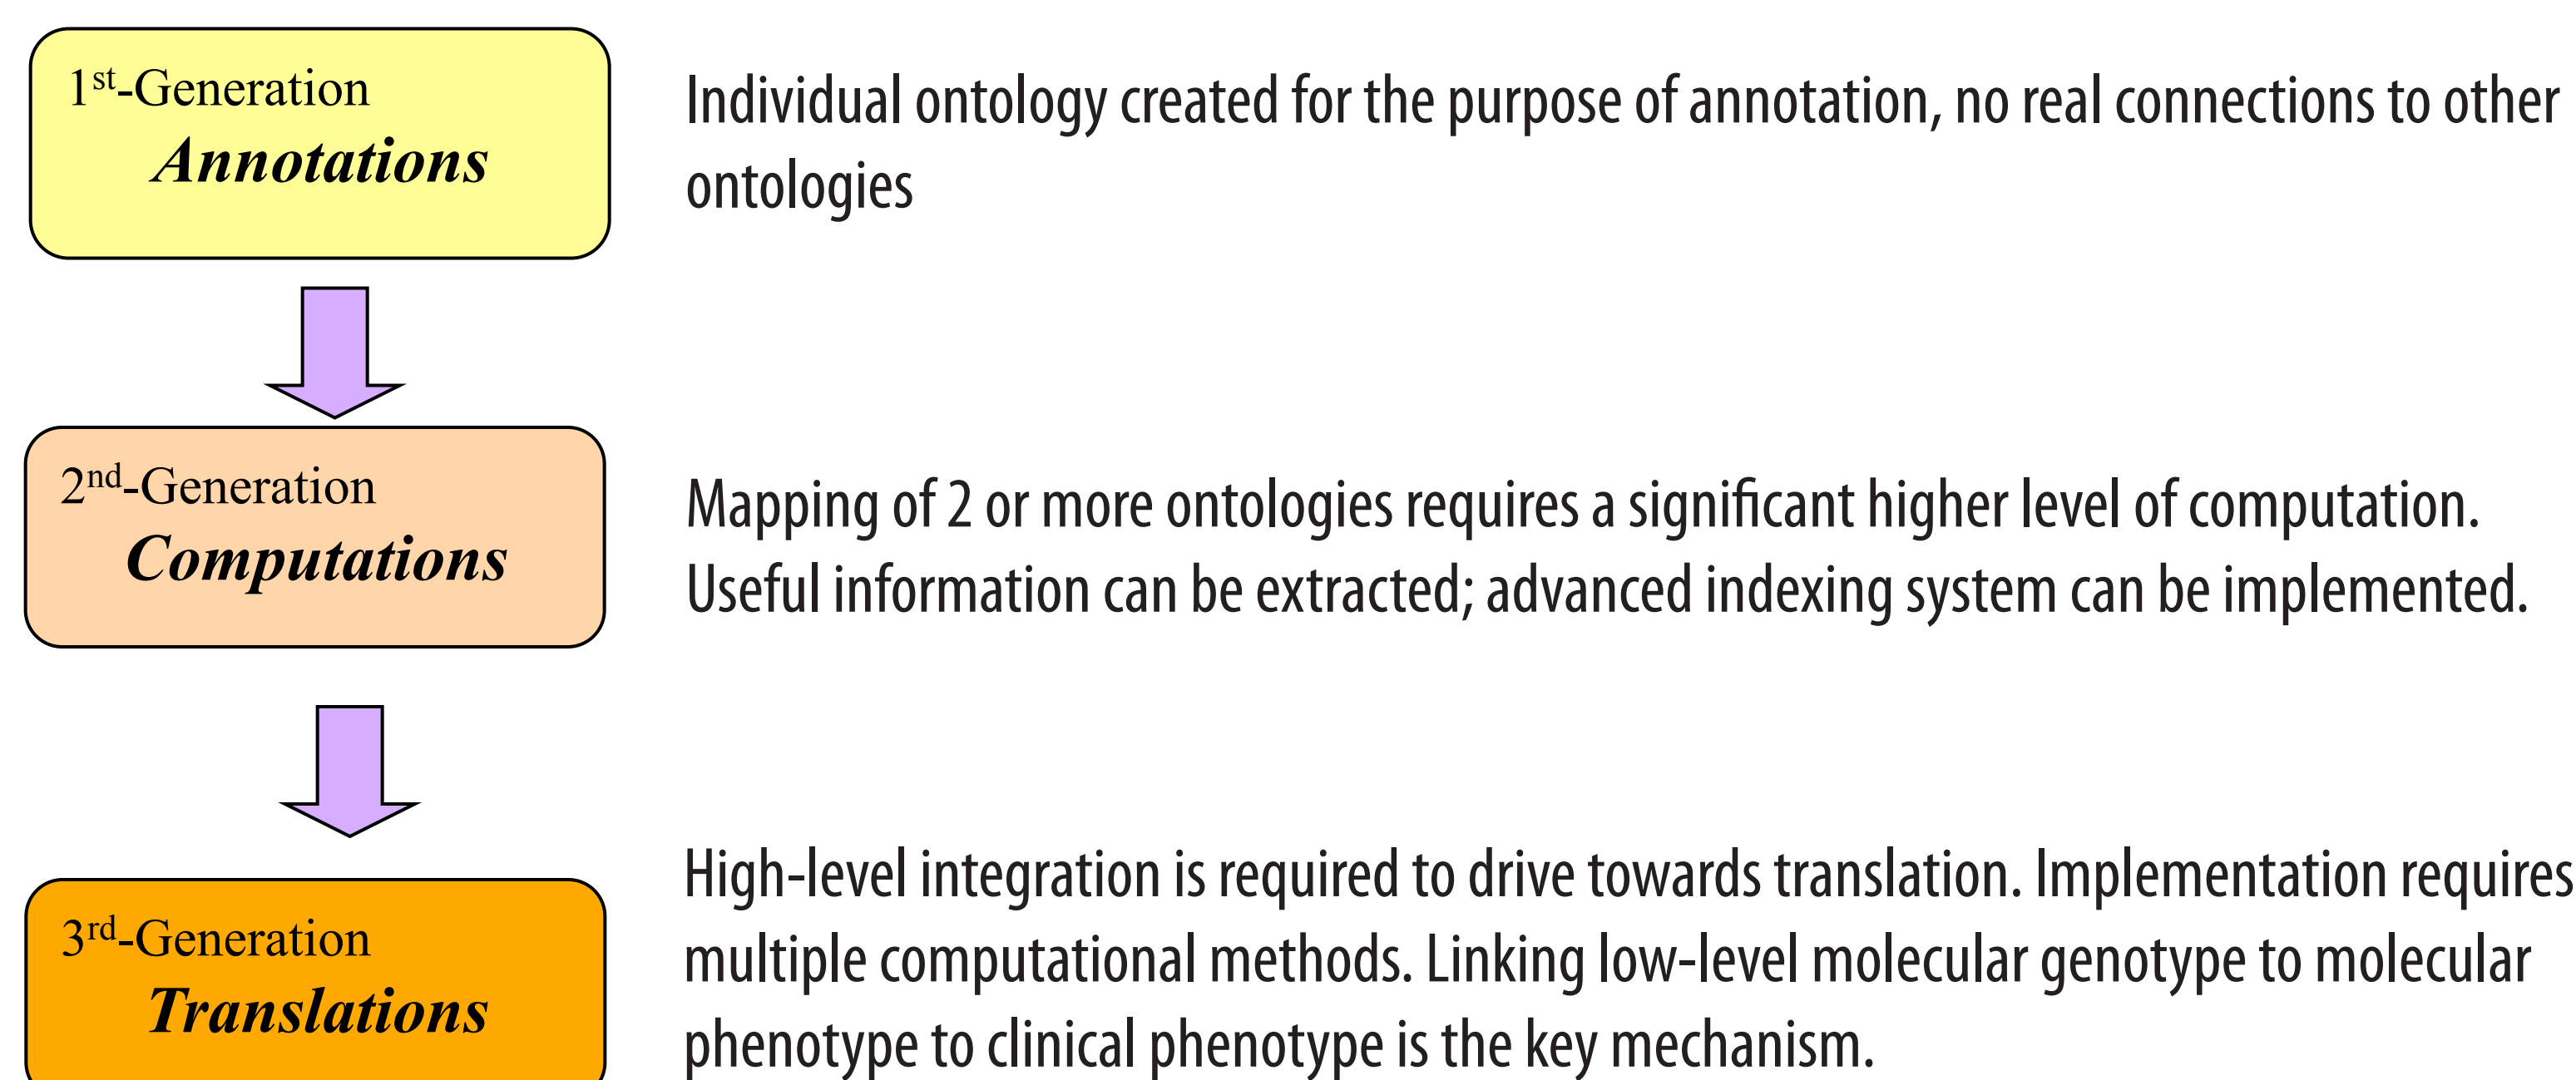 1st-Generation
Annotations
Individual ontology created for the purpose of annotation, no real connections to other
ontologies
2nd-Generation
Computations
Mapping of 2 or more ontologies requires a significant higher level of computation.
Useful information can be extracted; advanced indexing system can be implemented.
3rd-Generation
Translations
High-level integration is required to drive towards translation. Implementation requires
multiple computational methods. Linking low-level molecular genotype to molecular
phenotype to clinical phenotype is the key mechanism.